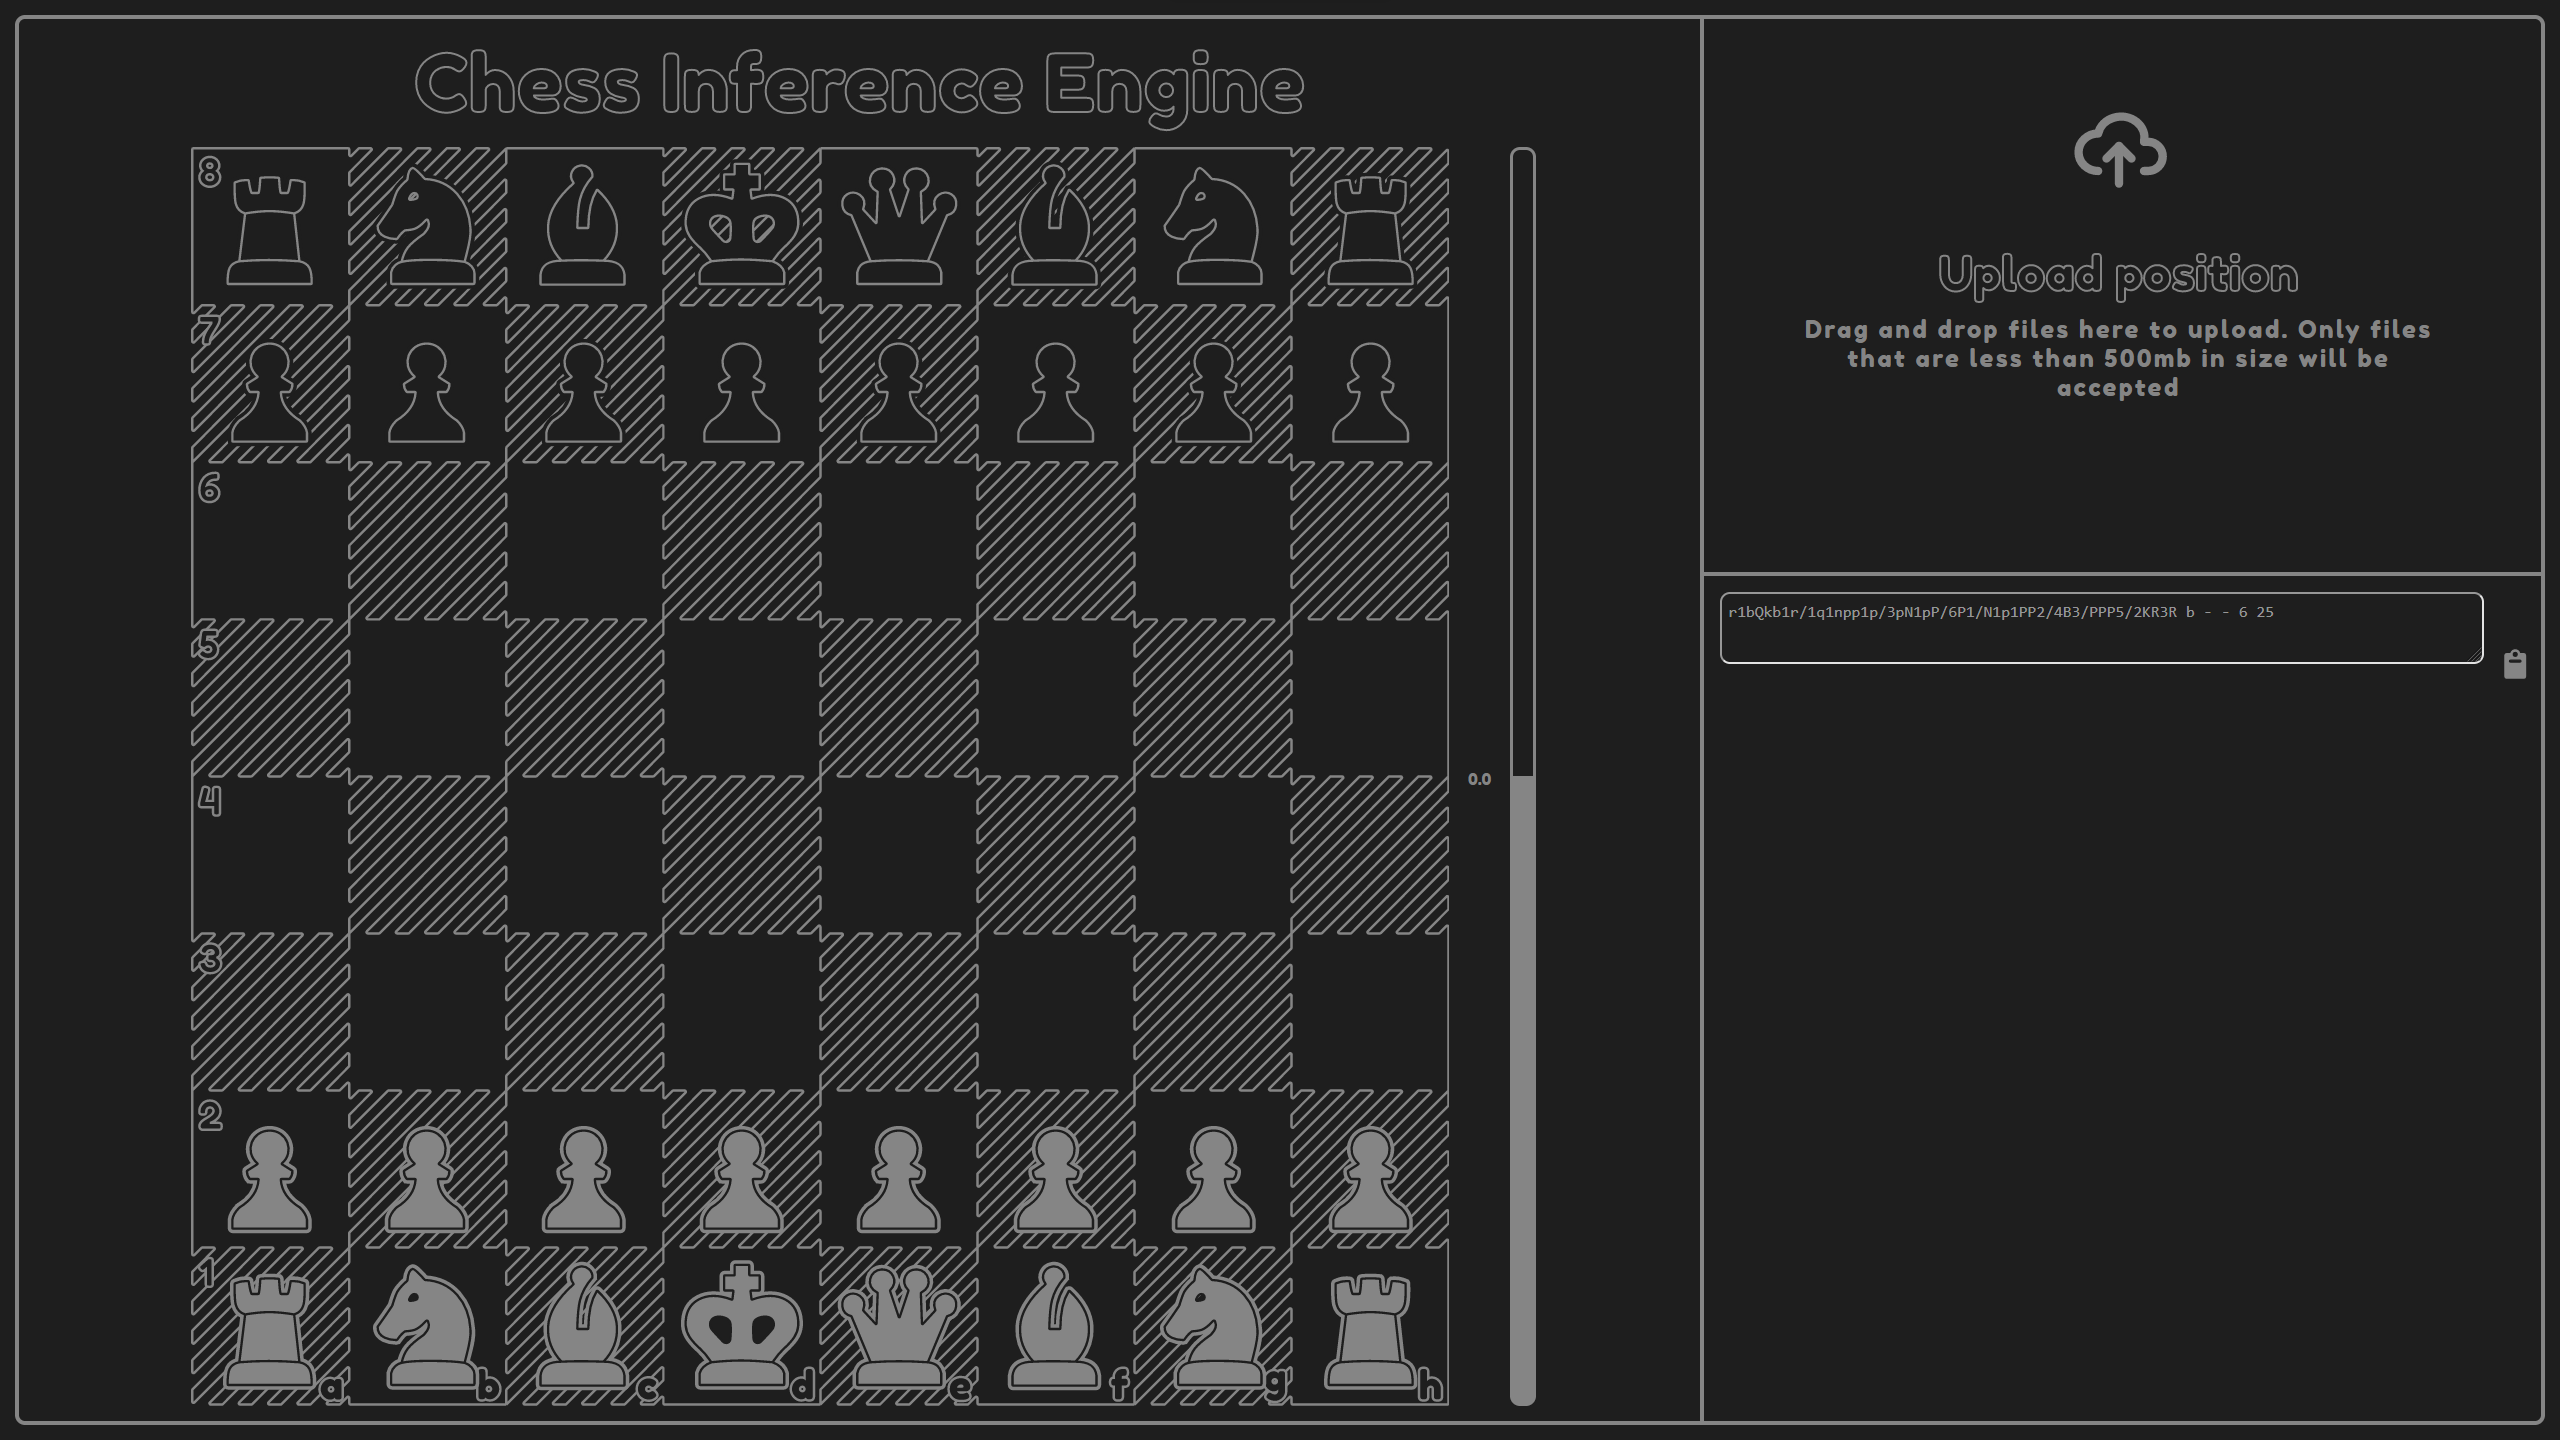 Chess Inference Engine
8
7
6
5
4
3
2
1
a b c d e f g h
0.0
Upload position
Drag and drop files here to upload. Only files
that are less than 500mb in size will be
accepted
r1bQkb1r/1q1npp1p/3pN1pP/6P1/N1p1PP2/4B3/PPP5/2KR3R b - - 6 25